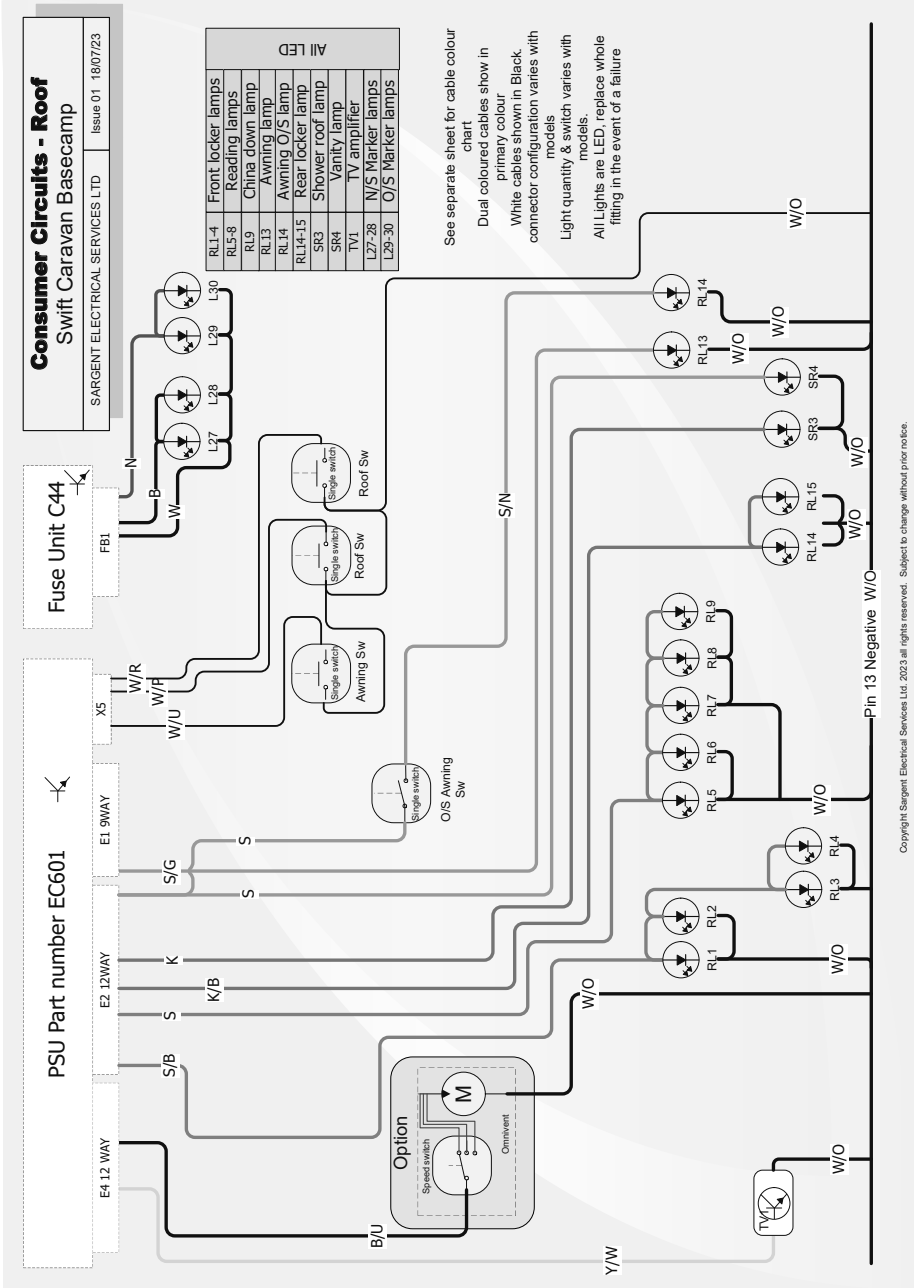 Consumer Circuits - Roof
Swift Caravan Basecamp
SARGENT ELECTRICAL SERVICES LTD
Issue 01 18/07/23
All LED
RL1-4 Front locker lamps
RL5-8 Reading lamps
RL9 China down lamp
RL13 Awning lamp
RL14 Awning O/S lamp
RL14-15 Rear locker lamp
SR3 Shower roof lamp
SR4 Vanity lamp
TV1 TV amplifier
L27-28 N/S Marker lamps
L29-30 O/S Marker lamps
See separate sheet for cable colour
chart
Dual coloured cables show in
primary colour
White cables shown in Black.
connector configuration varies with
models
Light quantity & switch varies with
models.
All Lights are LED, replace whole
fitting in the event of a failure
PSU Part number EC601
Fuse Unit C44
E4 12 WAY
E2 12WAY
E1 9WAY
X5
FB1
Y/W
B/U
S/B
S
K/B
K
S
S/G
S
W/U
W/P
W/R
W
B
N
L27
L28
L29
L30
Option
Speed switch
M
Omnivent
Single switch
O/S Awning
Sw
Single switch
Awning Sw
Single switch
Roof Sw
Single switch
Roof Sw
S/N
W/O
TV1
W/O
W/O
RL1
RL2
RL3
RL4
W/O
RL5
RL6
RL7
RL8
RL9
W/O
RL14
RL15
W/O
SR3
SR4
W/O
RL13
W/O
RL14
W/O
Pin 13 Negative W/O
Copyright Sargent Electrical Services Ltd. 2023 all rights reserved. Subject to change without prior notice.